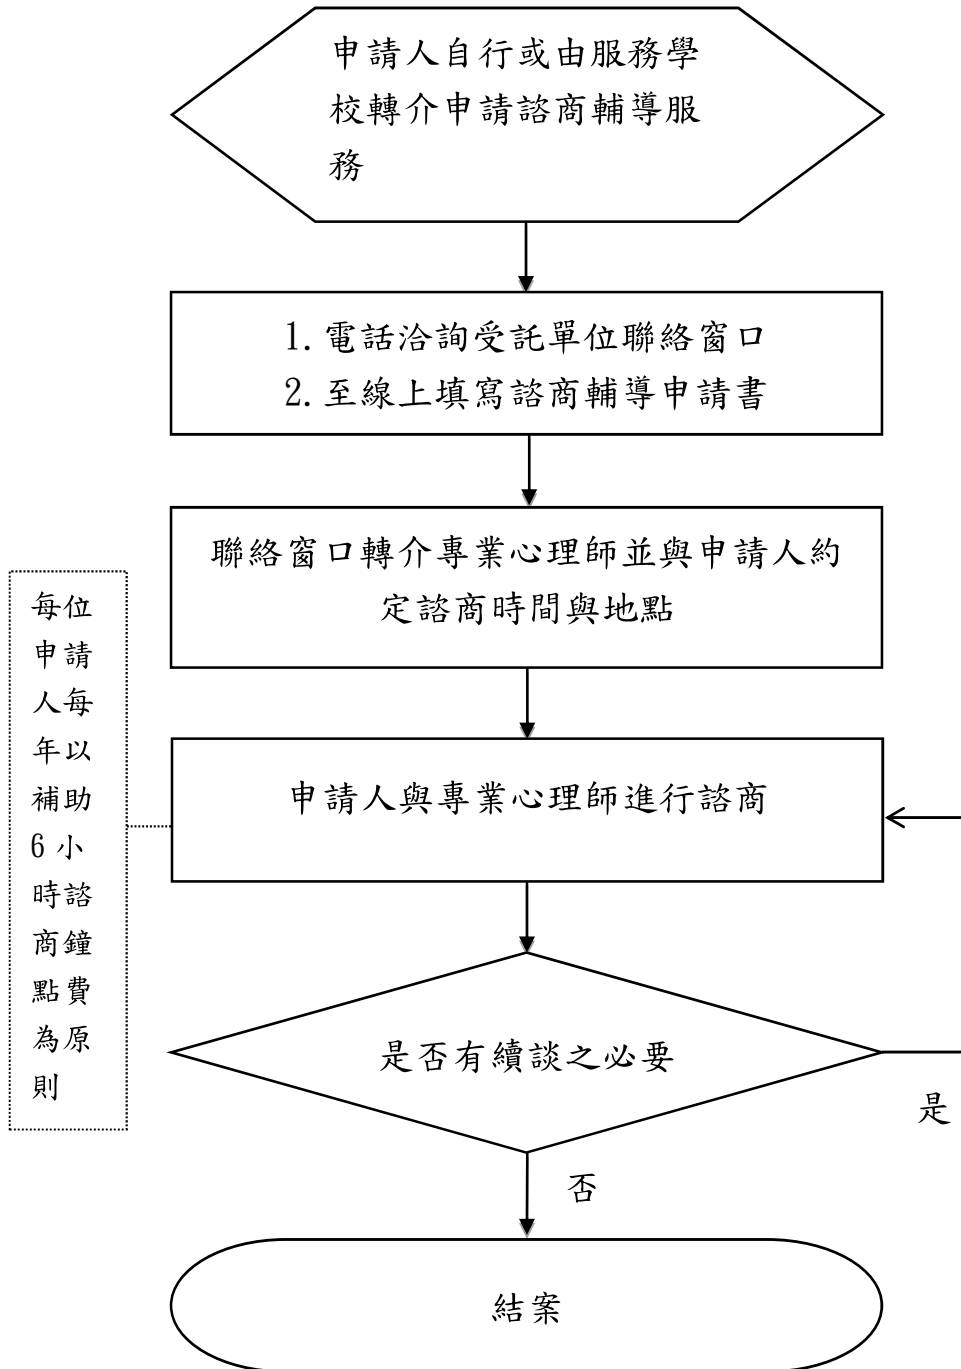 申請人自行或由服務學
校轉介申請諮商輔導服
務
1. 電話洽詢受託單位聯絡窗口
2. 至線上填寫諮商輔導申請書
聯絡窗口轉介專業心理師並與申請人約
定諮商時間與地點
每位
申請
人每
年以
補助
6 小
時諮
商鐘
點費
為原
則
申請人與專業心理師進行諮商
是否有續談之必要
是
否
結案